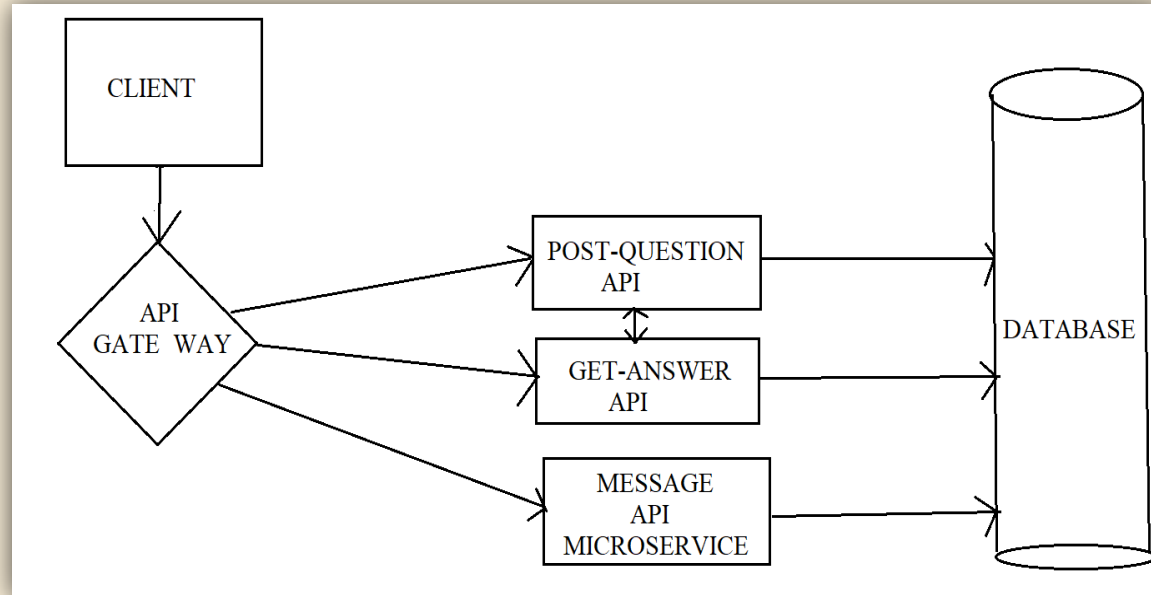 CLIENT
API
GATE WAY
POST-QUESTION
API
GET-ANSWER
API
MESSAGE
API
MICROSERVICE
DATABASE